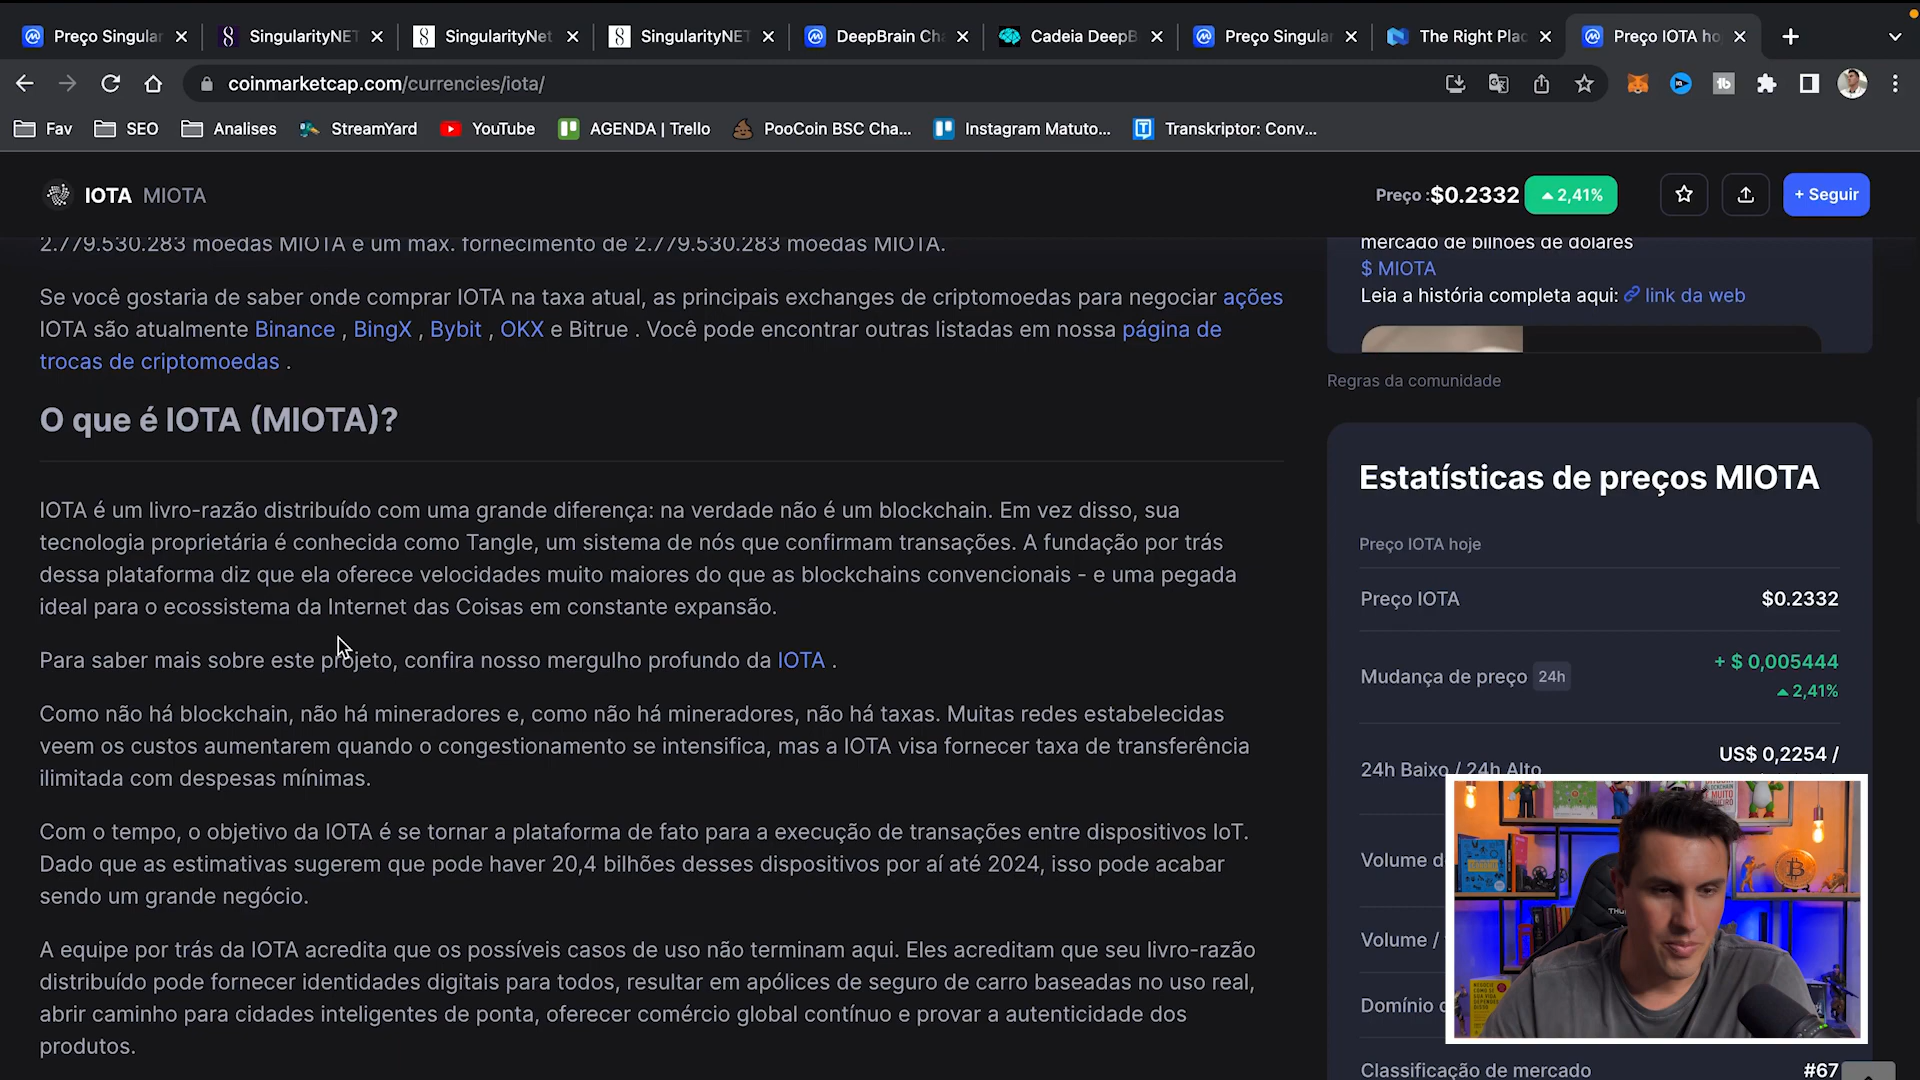 Preço Singular
SingularityNET
SingularityNet
SingularityNET
DeepBrain Cha
Cadeia DeepB
Preço Singular
The Right Plac
Preço IOTA ho
coinmarketcap.com/currencies/iota/
Fav
SEO
Analises
StreamYard
YouTube
AGENDA | Trello
PooCoin BSC Cha...
Instagram Matuto...
Transkriptor: Conv...
IOTA MIOTA
Preço :$0.2332
2,41%
+ Seguir
2.779.530.283 moedas MIOTA e um max. fornecimento de 2.779.530.283 moedas MIOTA.
Se você gostaria de saber onde comprar IOTA na taxa atual, as principais exchanges de criptomoedas para negociar ações
IOTA são atualmente Binance , BingX , Bybit , OKX e Bitrue . Você pode encontrar outras listadas em nossa página de
trocas de criptomoedas .
O que é IOTA (MIOTA)?
IOTA é um livro-razão distribuído com uma grande diferença: na verdade não é um blockchain. Em vez disso, sua
tecnologia proprietária é conhecida como Tangle, um sistema de nós que confirmam transações. A fundação por trás
dessa plataforma diz que ela oferece velocidades muito maiores do que as blockchains convencionais - e uma pegada
ideal para o ecossistema da Internet das Coisas em constante expansão.
Para saber mais sobre este projeto, confira nosso mergulho profundo da IOTA .
Como não há blockchain, não há mineradores e, como não há mineradores, não há taxas. Muitas redes estabelecidas
veem os custos aumentarem quando o congestionamento se intensifica, mas a IOTA visa fornecer taxa de transferência
ilimitada com despesas mínimas.
Com o tempo, o objetivo da IOTA é se tornar a plataforma de fato para a execução de transações entre dispositivos IoT.
Dado que as estimativas sugerem que pode haver 20,4 bilhões desses dispositivos por aí até 2024, isso pode acabar
sendo um grande negócio.
A equipe por trás da IOTA acredita que os possíveis casos de uso não terminam aqui. Eles acreditam que seu livro-razão
distribuído pode fornecer identidades digitais para todos, resultar em apólices de seguro de carro baseadas no uso real,
abrir caminho para cidades inteligentes de ponta, oferecer comércio global contínuo e provar a autenticidade dos
produtos.
mercado de bilhões de dólares
$ MIOTA
Leia a história completa aqui: link da web
Regras da comunidade
Estatísticas de preços MIOTA
Preço IOTA hoje
Preço IOTA
$0.2332
Mudança de preço 24h
+ $ 0,005444
2,41%
24h Baixo / 24h Alto
US$ 0,2254 /
Volume d
Volume /
Domínio
Classificação de mercado
#67